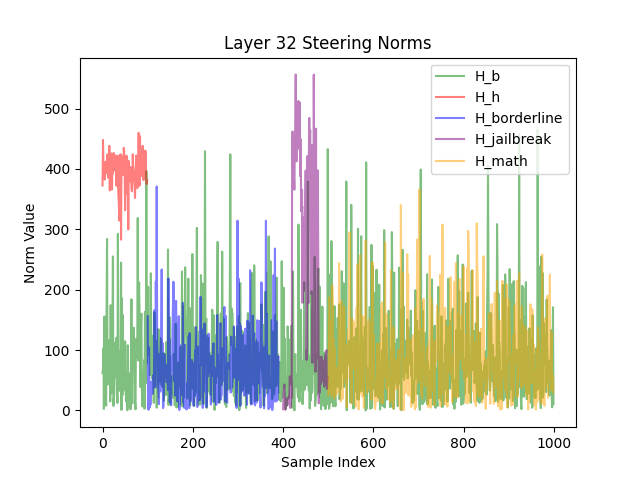 Layer 32 Steering Norms
H_b
H_h
H_borderline
H_jailbreak
H_math
Norm Value
500
400
300
200
100
0
0
200
400
600
800
1000
Sample Index